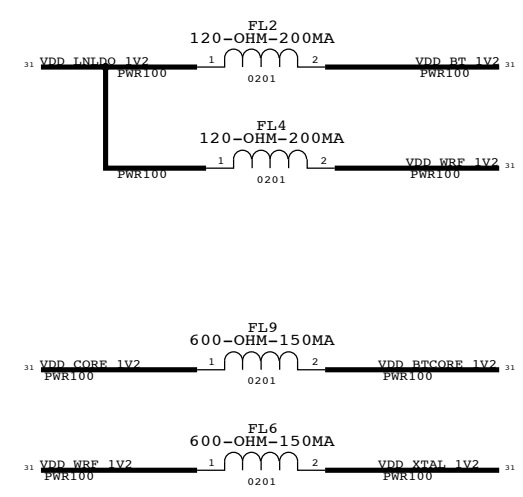 FL2
120-OHM-200MA
31 VDD_LNLDO_1V2 1 2 VDD_BT_1V2 31
PWR100 0201 PWR100
FL4
120-OHM-200MA
1 2 VDD_WRF_1V2 31
PWR100 0201 PWR100
FL9
600-OHM-150MA
31 VDD_CORE_1V2 1 2 VDD_BTCORE_1V2 31
PWR100 0201 PWR100
FL6
600-OHM-150MA
31 VDD_WRF_1V2 1 2 VDD_XTAL_1V2 31
PWR100 0201 PWR100